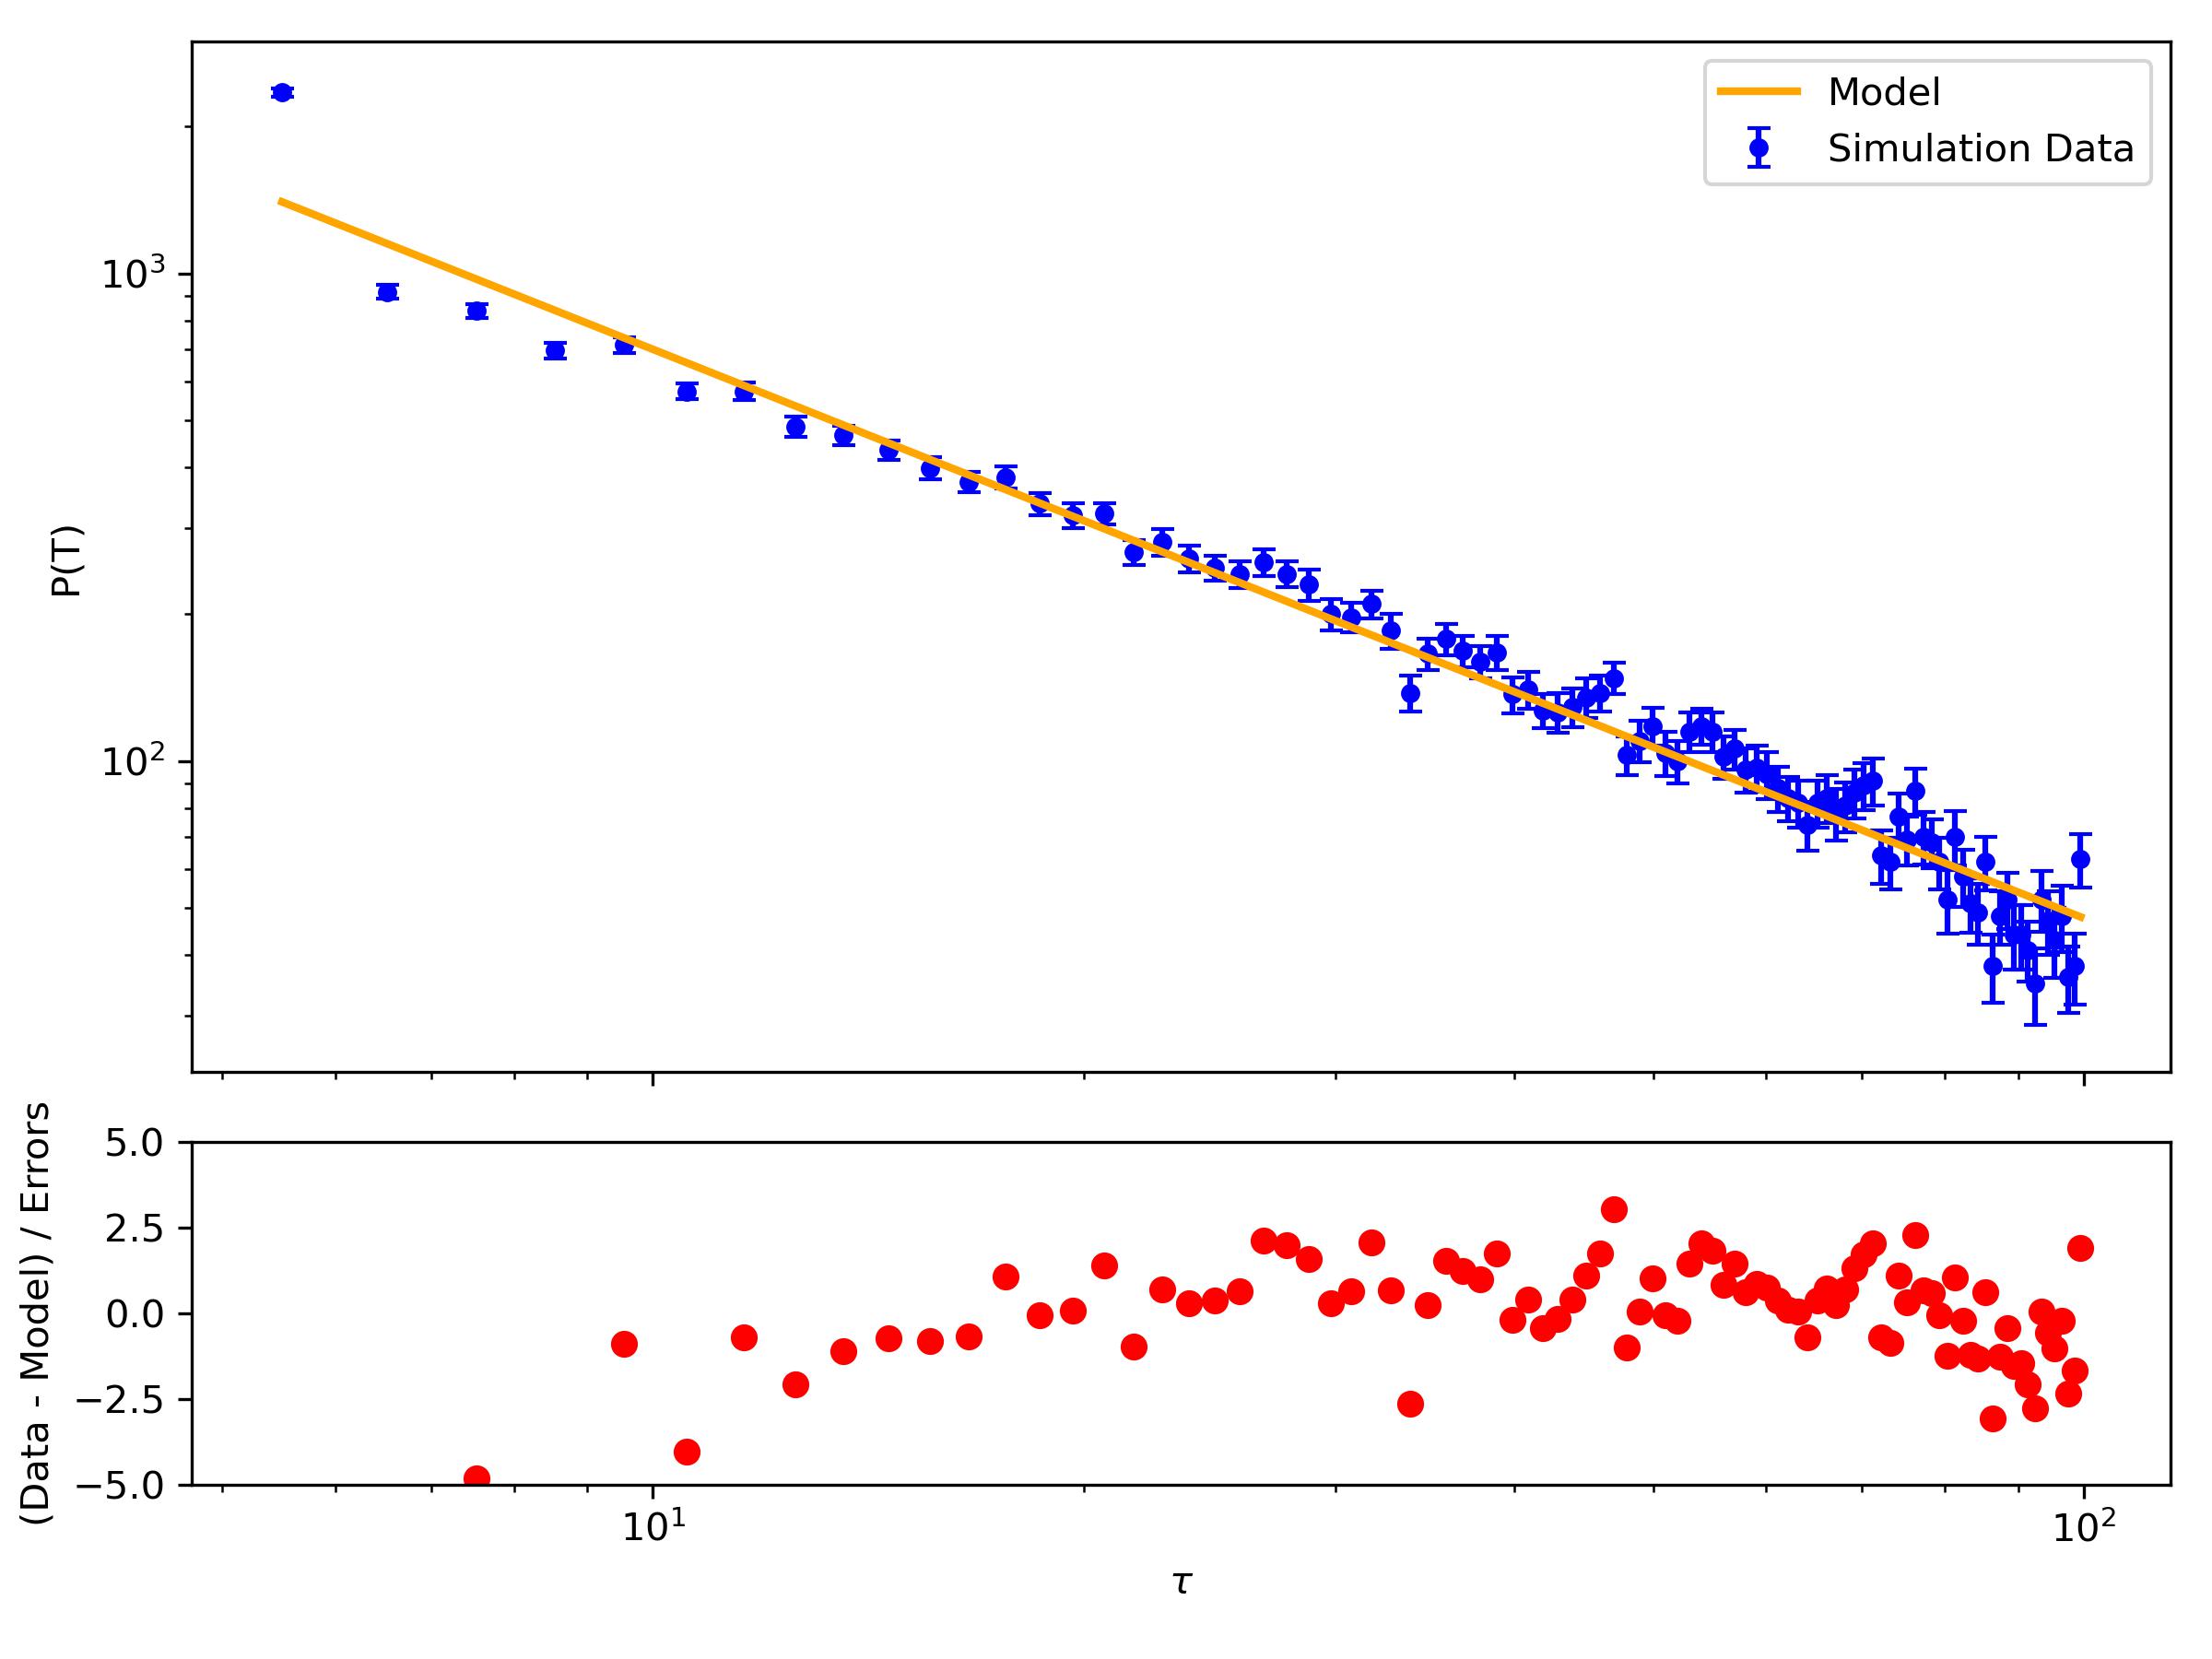 Model
Simulation Data
10³
10²
P(T)
5.0
2.5
0.0
−2.5
−5.0
(Data - Model) / Errors
10¹
10²
τ